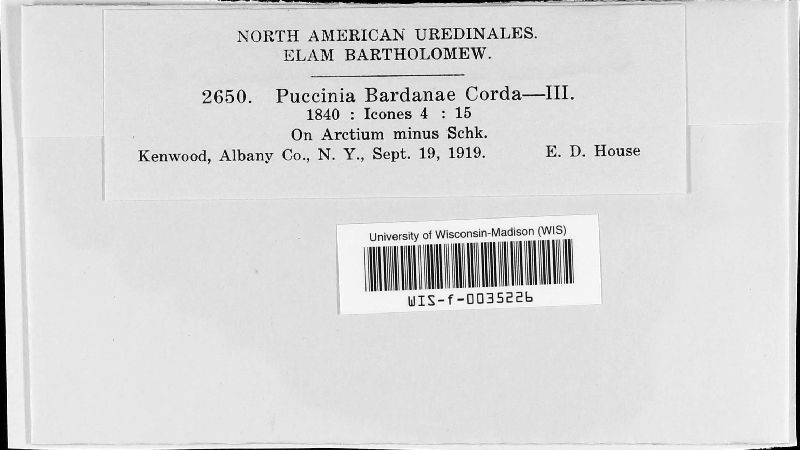 NORTH AMERICAN UREDINALES.
ELAM BARTHOLOMEW.
2650. Puccinia Bardanae Corda—III.
1840 : Icones 4 : 15
On Arctium minus Schk.
Kenwood, Albany Co., N. Y., Sept. 19, 1919. E. D. House
University of Wisconsin-Madison (WIS)
WIS-f-0035226